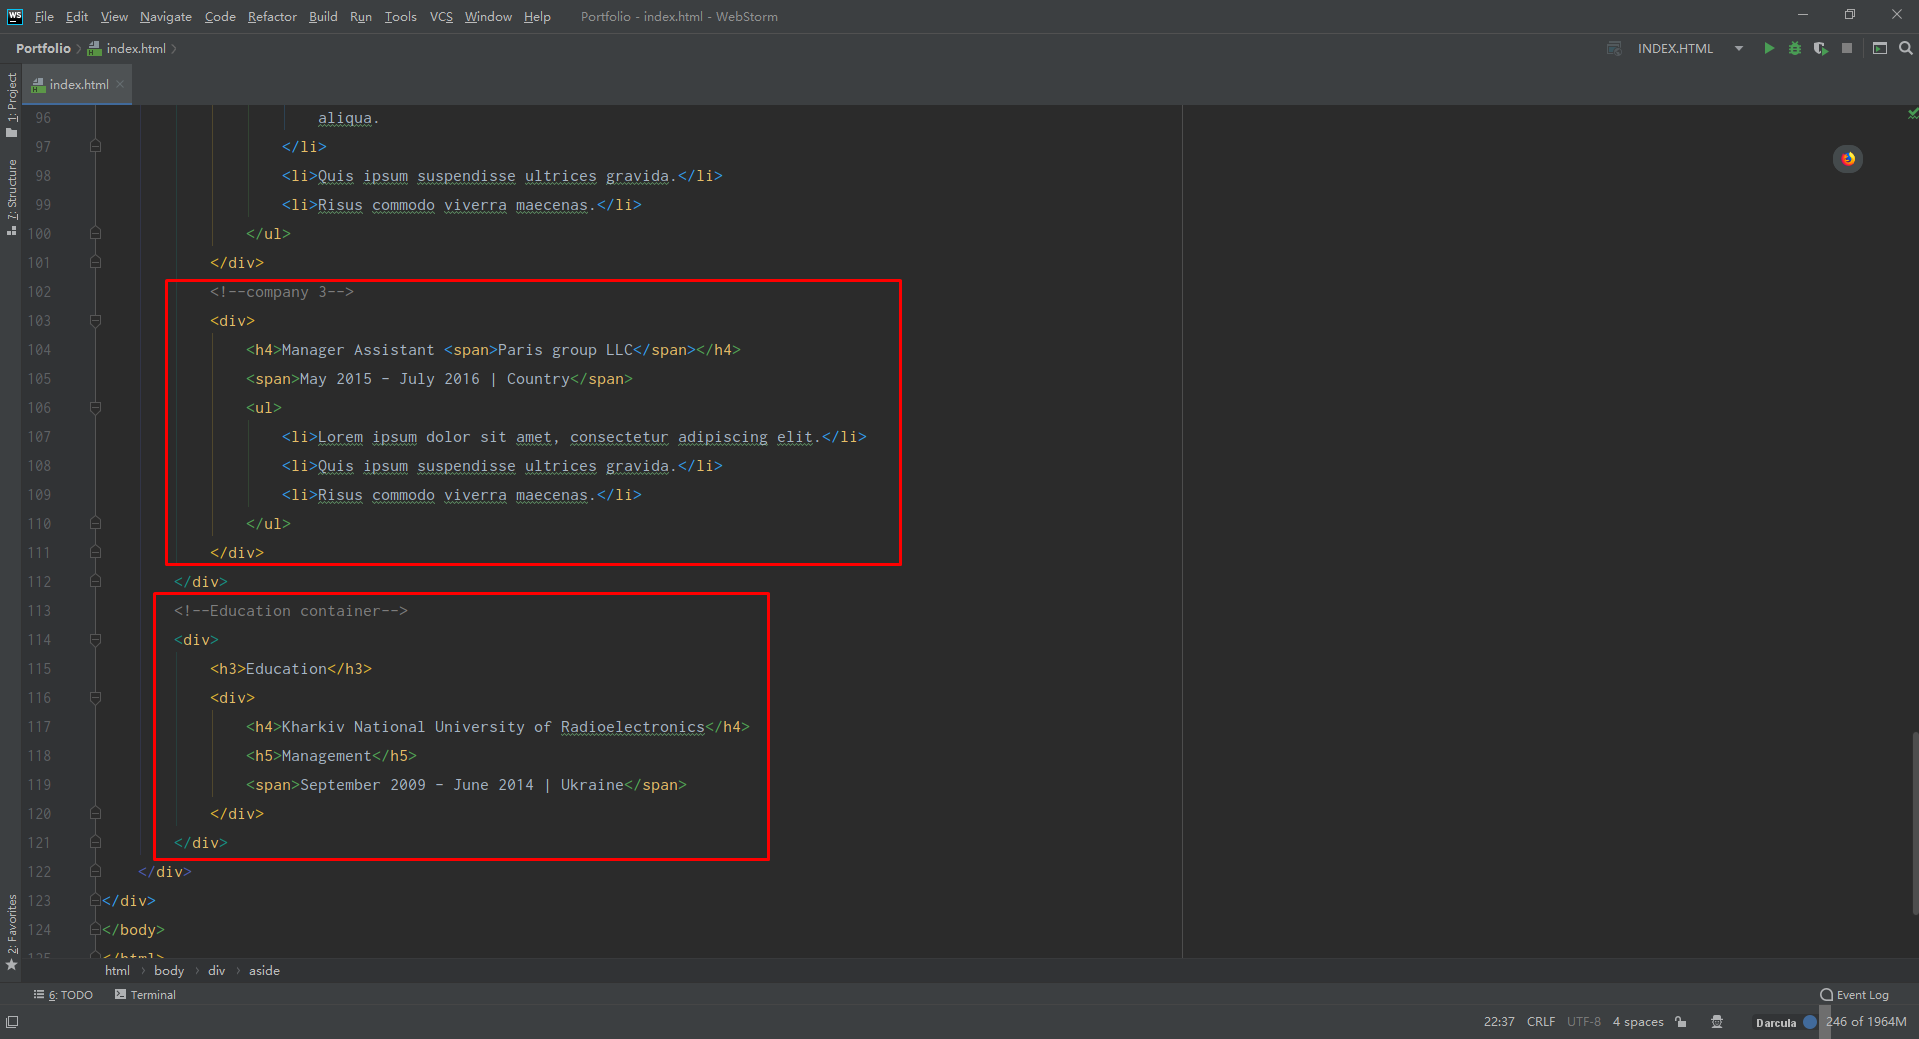 WS File Edit View Navigate Code Refactor Build Run Tools VCS Window Help Portfolio - index.html - WebStorm
Portfolio index.html INDEX.HTML
index.html
1: Project
7: Structure
2: Favorites
96 aliqua.
97 </li>
98 <li>Quis ipsum suspendisse ultrices gravida.</li>
99 <li>Risus commodo viverra maecenas.</li>
100 </ul>
101 </div>
102 <!--company 3-->
103 <div>
104 <h4>Manager Assistant <span>Paris group LLC</span></h4>
105 <span>May 2015 - July 2016 | Country</span>
106 <ul>
107 <li>Lorem ipsum dolor sit amet, consectetur adipiscing elit.</li>
108 <li>Quis ipsum suspendisse ultrices gravida.</li>
109 <li>Risus commodo viverra maecenas.</li>
110 </ul>
111 </div>
112 </div>
113 <!--Education container-->
114 <div>
115 <h3>Education</h3>
116 <div>
117 <h4>Kharkiv National University of Radioelectronics</h4>
118 <h5>Management</h5>
119 <span>September 2009 - June 2014 | Ukraine</span>
120 </div>
121 </div>
122 </div>
123 </div>
124 </body>
125 </html>
html body div aside
6: TODO Terminal Event Log
22:37 CRLF UTF-8 4 spaces Darcula 246 of 1964M